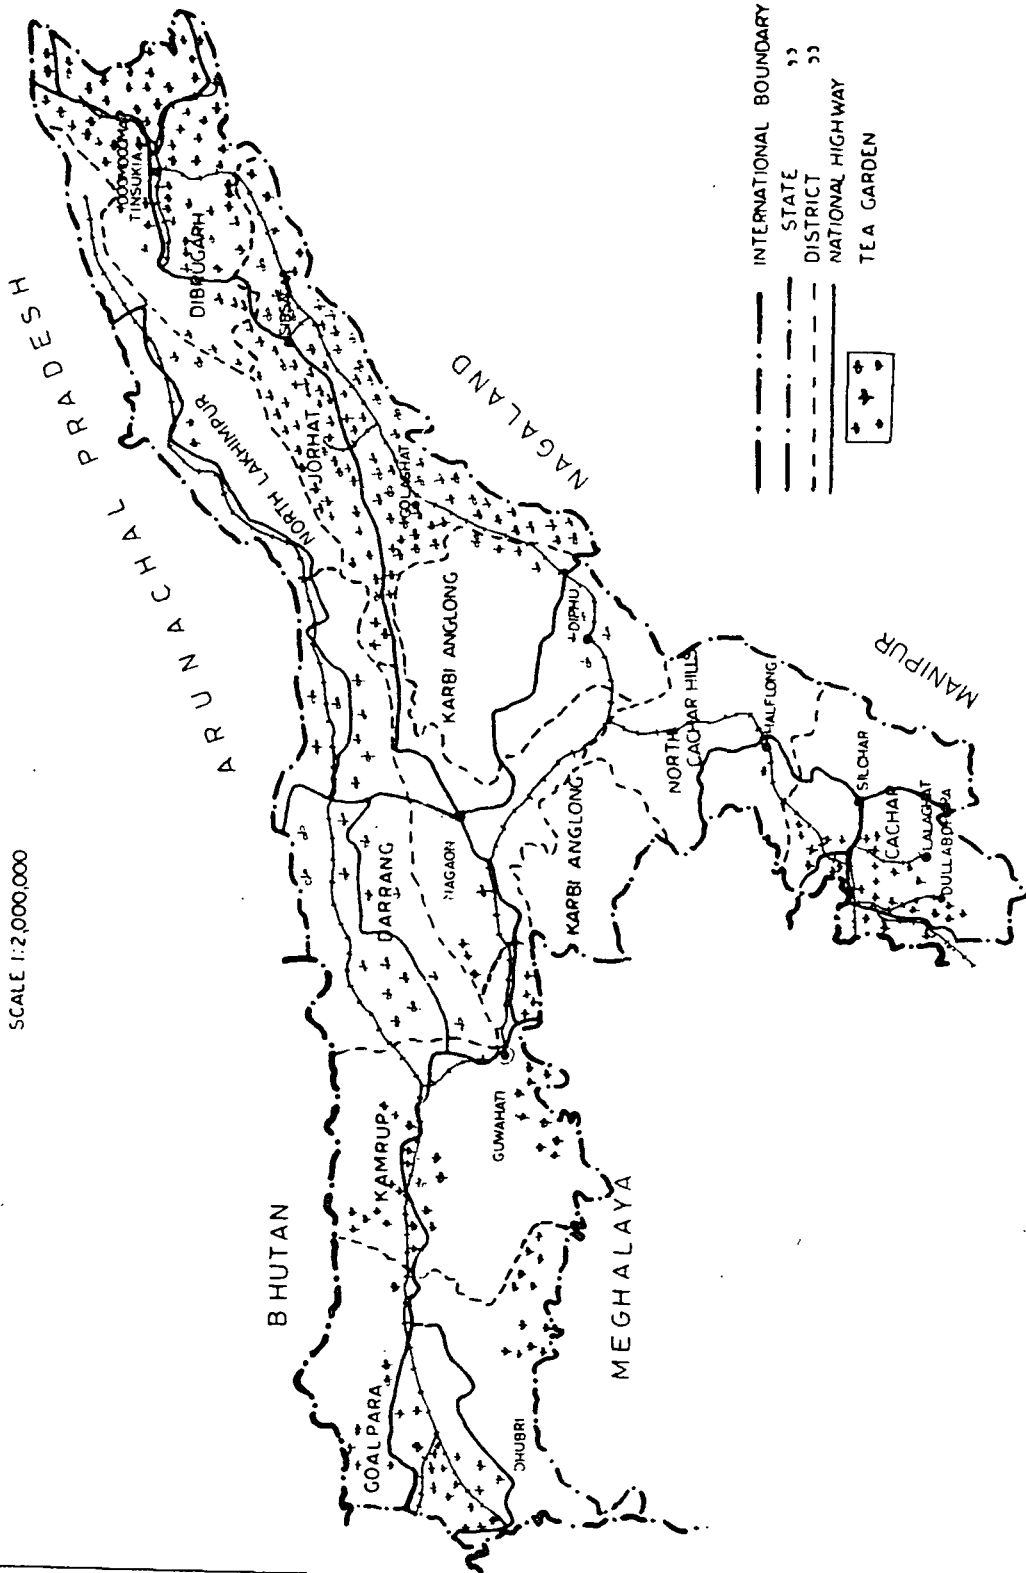 SCALE 1:2,000,000
ARUNACHAL PRADESH
BHUTAN
NAGALAND
MEGHALAYA
MANIPUR
DOOMDOOMA
TINSUKIA
DIBRUGARH
NORTH LAKHIMPUR
JORHAT
GOLAGHAT
KARBI ANGLONG
DIPHU
DARRANG
NAGAON
KARBI ANGLONG
KAMRUP
GUWAHATI
GOALPARA
DHUBRI
NORTH
CACHAR HILLS
HALFLONG
SILCHAR
CACHAR
LALAGHAT
INTERNATIONAL BOUNDARY
STATE ,,
DISTRICT ,,
NATIONAL HIGHWAY
TEA GARDEN